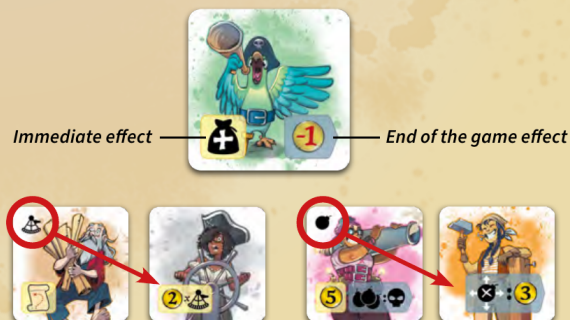 Immediate effect
-1
End of the game effect
2 x
5 :
: 3